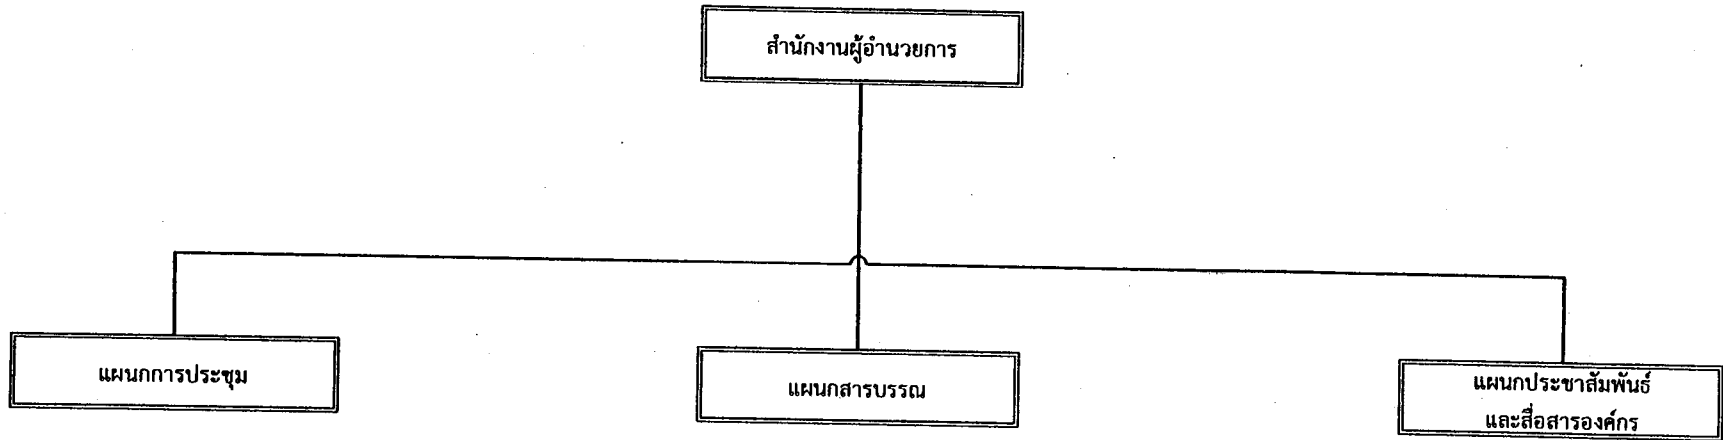 สำนักงานผู้อำนวยการ
แผนกการประชุม
แผนกสารบรรณ
แผนกประชาสัมพันธ์
และสื่อสารองค์กร